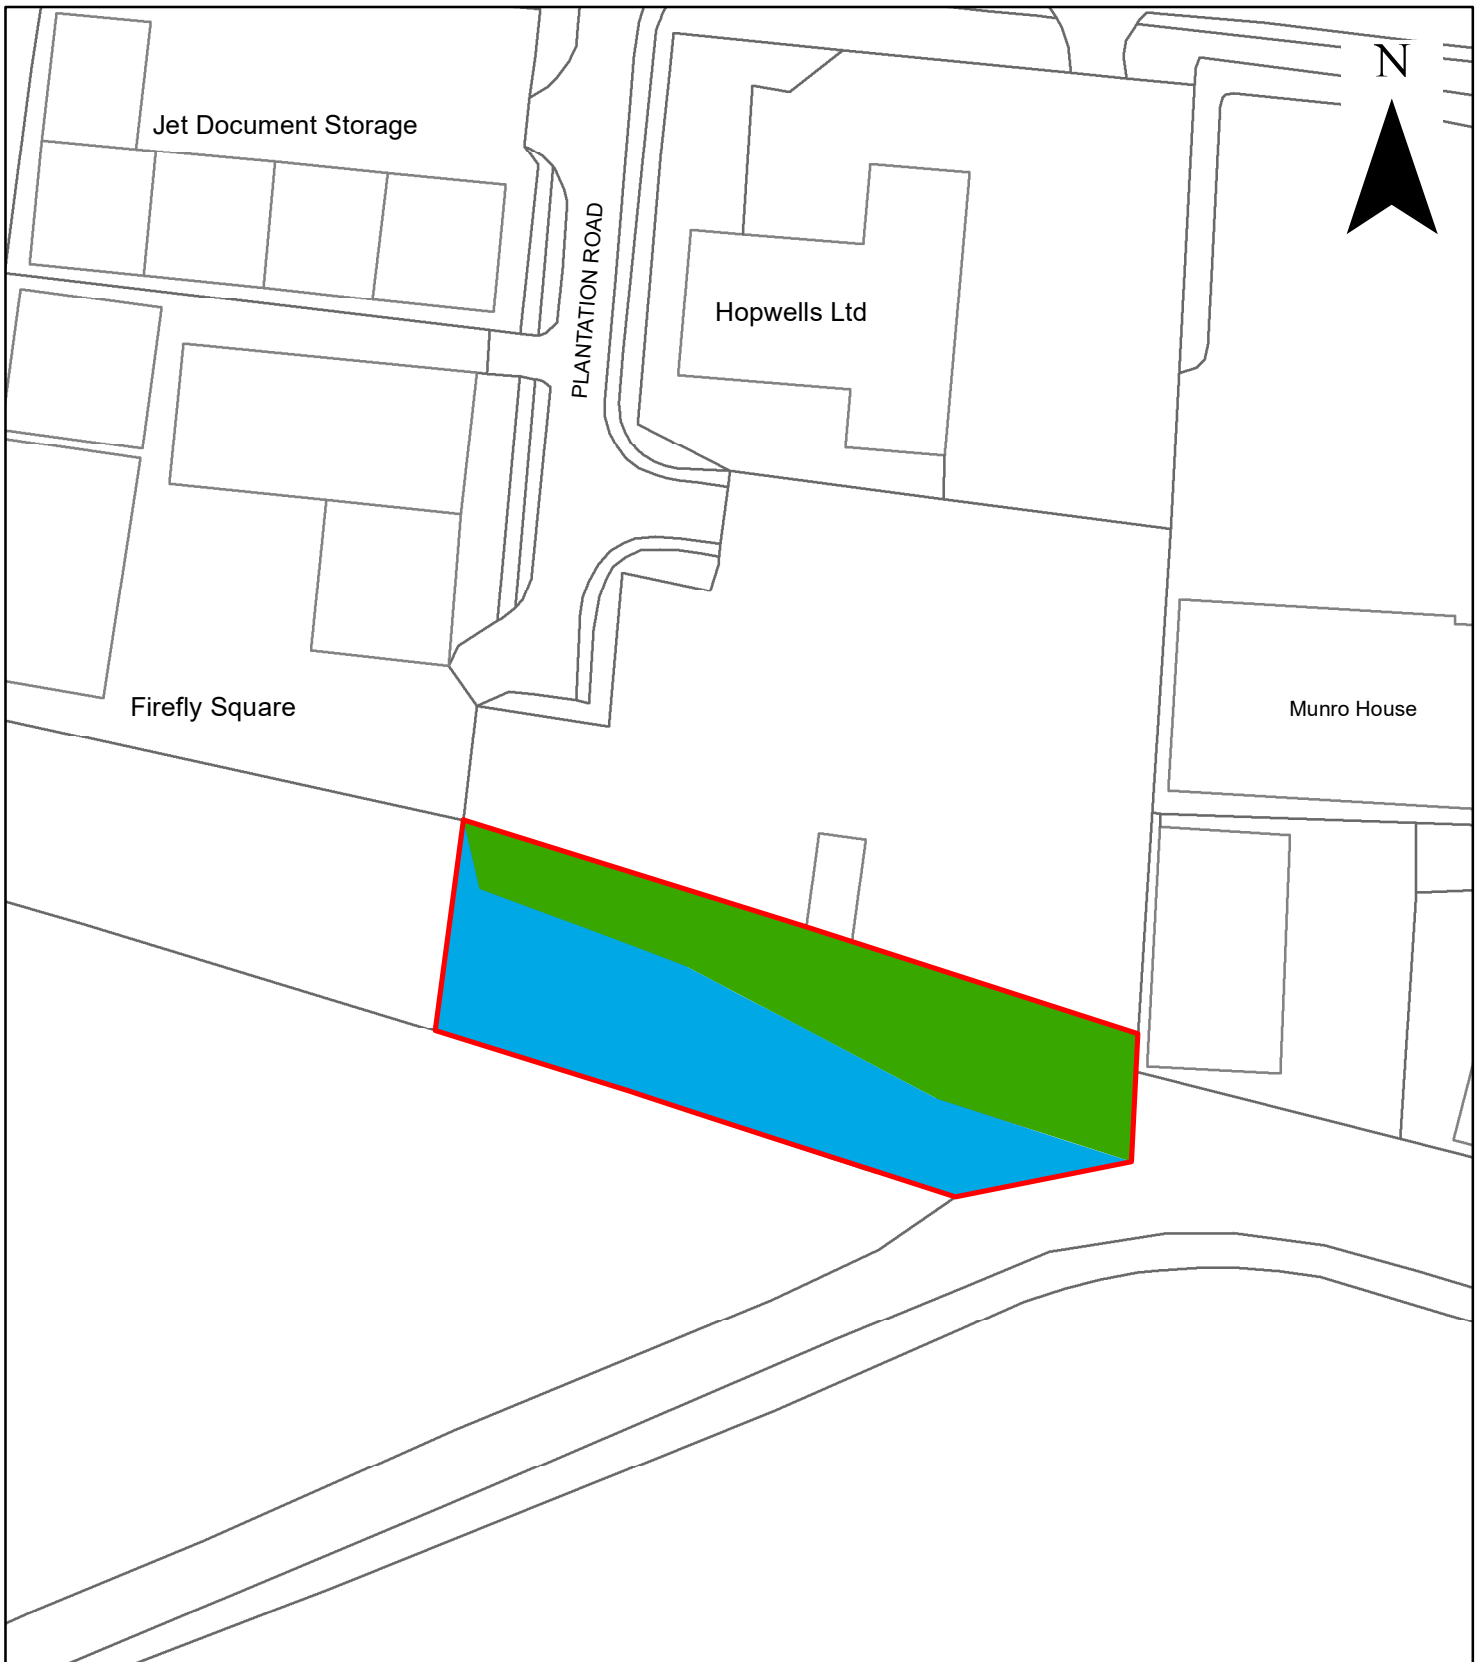 N
Jet Document Storage
PLANTATION ROAD
Hopwells Ltd
Firefly Square
Munro House